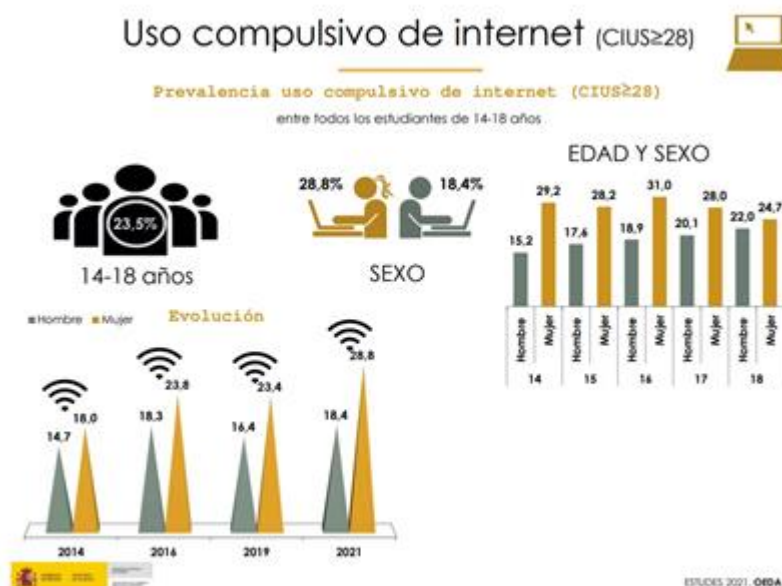 Uso compulsivo de internet (CIUS≥28)
Prevalencia uso compulsivo de internet (CIUS≥28)
entre todos los estudiantes de 14-18 años
23,5%
14-18 años
28,8%
18,4%
SEXO
EDAD Y SEXO
15,2
29,2
17,6
28,2
18,9
31,0
20,1
28,0
22,0
24,7
Hombre Mujer Hombre Mujer Hombre Mujer Hombre Mujer Hombre Mujer
14 15 16 17 18
Hombre Mujer
Evolución
14,7
18,0
18,3
23,8
16,4
23,4
18,4
28,8
2014 2016 2019 2021
ESTUDES 2021. OEDA